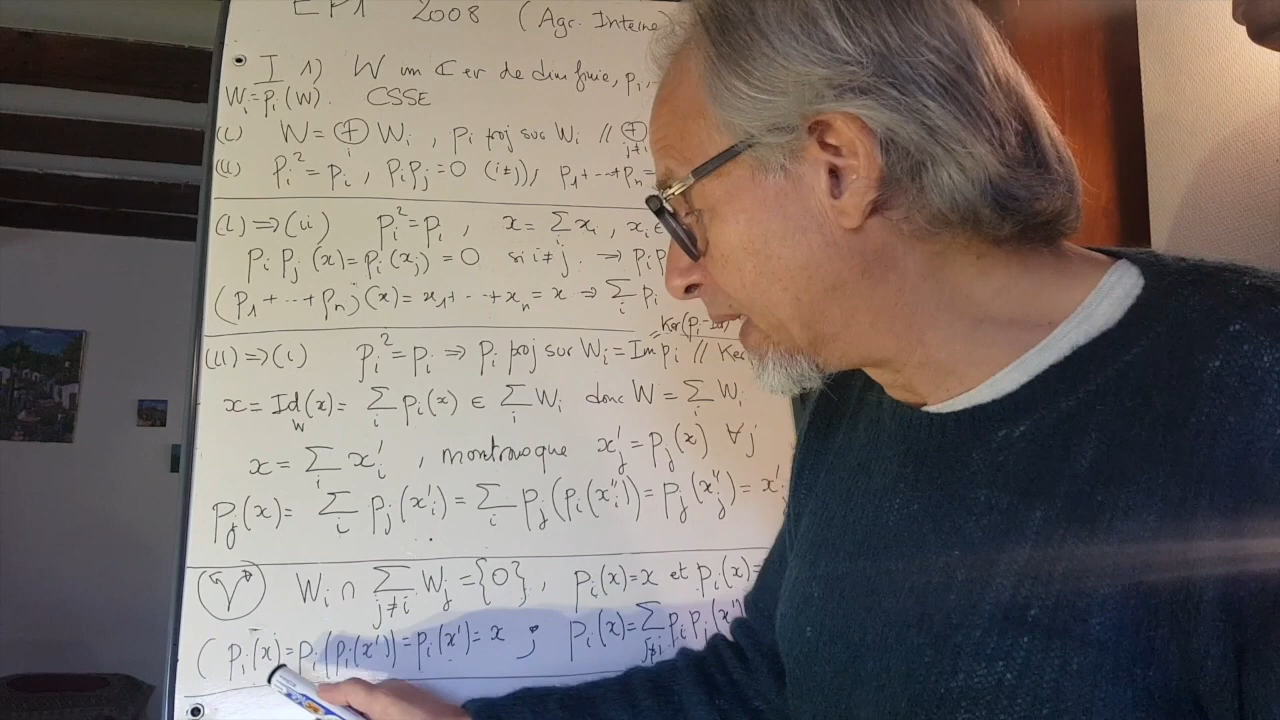 EP1 2008 (Agr. Interne
I 1) W un ℂ ev de dim finie, p₁, ..
Wᵢ=pᵢ(W). CSSE
(i) W = ⊕ᵢ Wᵢ , pᵢ proj sur Wᵢ // ⊕ j≠i
(ii) pᵢ² = pᵢ , pᵢpⱼ = 0 (i≠j), p₁+···+pₙ=
(i) ⇒ (ii) pᵢ²=pᵢ , x = Σᵢ xᵢ , xᵢ ∈
pᵢ pⱼ (x) = pᵢ(xⱼ) = 0 si i≠j. → pᵢp
(p₁+···+pₙ)(x) = x₁+···+xₙ = x ⇒ Σᵢ pᵢ
Ker(pᵢ-Id)
(ii) ⇒ (i) pᵢ² = pᵢ ⇒ pᵢ proj sur Wᵢ = Im pᵢ // Ker
x = Id_W(x) = Σᵢ pᵢ(x) ∈ Σᵢ Wᵢ donc W = Σᵢ Wᵢ
x = Σᵢ x'ᵢ , montrons que x'ⱼ = pⱼ(x) ∀j
pⱼ(x) = Σᵢ pⱼ(x'ᵢ) = Σᵢ pⱼ(pᵢ(x''ᵢ)) = pⱼ(x''ⱼ) = x'ⱼ
Wᵢ ∩ Σ_{j≠i} Wⱼ = {0} , pᵢ(x)=x et pᵢ(x)=
( pᵢ(x) = pᵢ(pᵢ(x')) = pᵢ(x') = x ; pᵢ(x) = Σ_{j≠i} pᵢpⱼ(x'')